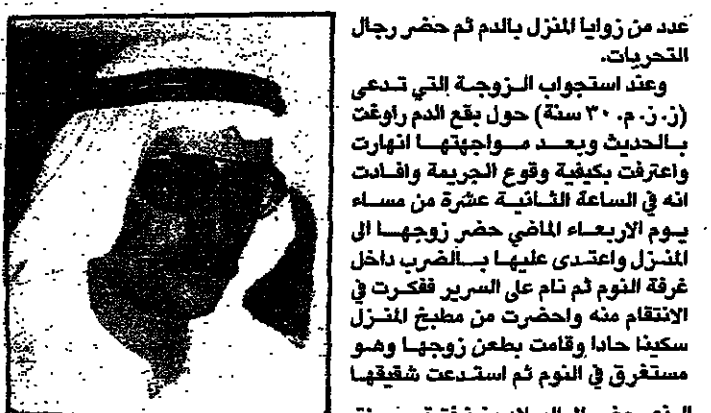 عدد من زوايا المنزل بالدم ثم حضر رجال
التحريات.
وعند استجواب الزوجة التي تدعى
(ز. ز. م. ٣٠ سنة) حول بقع الدم راوغت
بالحديث وبعد مواجهتها انهارت
واعترفت بكيفية وقوع الجريمة وافادت
انه في الساعة الثانية عشرة من مساء
يوم الاربعاء الماضي حضر زوجها الى
المنزل واعتدى عليها بالضرب داخل
غرفة النوم ثم نام على السرير ففكرت في
الانتقام منه واحضرت من مطبخ المنزل
سكينا حادا وقامت بطعن زوجها وهو
مستغرق في النوم ثم استدعت شقيقها